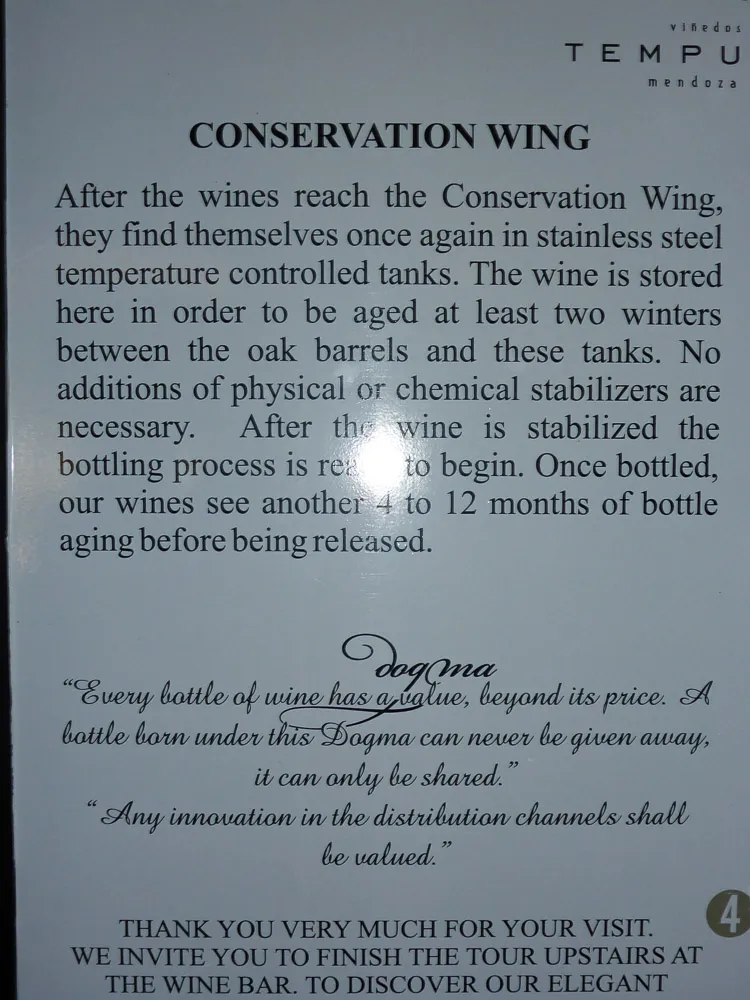 viñedos
TEMPU
mendoza
CONSERVATION WING
After the wines reach the Conservation Wing,
they find themselves once again in stainless steel
temperature controlled tanks. The wine is stored
here in order to be aged at least two winters
between the oak barrels and these tanks. No
additions of physical or chemical stabilizers are
necessary. After the wine is stabilized the
bottling process is to begin. Once bottled,
our wines see another 4 to 12 months of bottle
aging before being released.
dogma
“Every bottle of wine has a value, beyond its price. A
bottle born under this Dogma can never be given away,
it can only be shared.”
“Any innovation in the distribution channels shall
be valued.”
4
THANK YOU VERY MUCH FOR YOUR VISIT.
WE INVITE YOU TO FINISH THE TOUR UPSTAIRS AT
THE WINE BAR. TO DISCOVER OUR ELEGANT